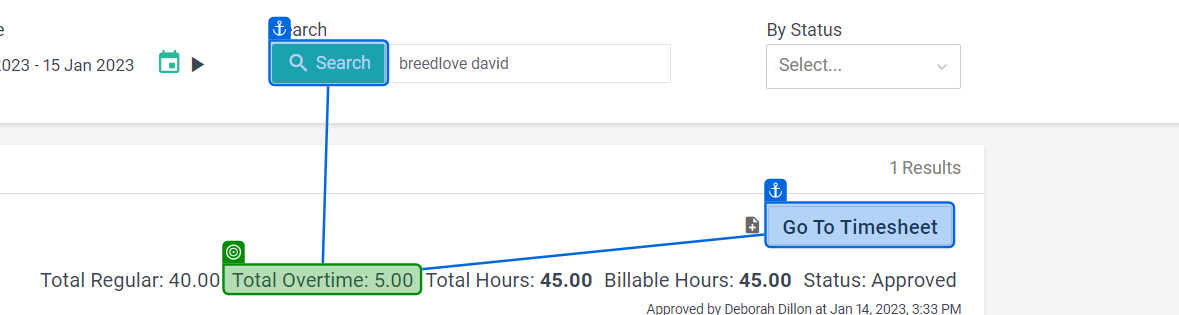 e
arch
By Status
2023 - 15 Jan 2023
Search
breedlove david
Select...
1 Results
Go To Timesheet
Total Regular: 40.00 Total Overtime: 5.00 Total Hours: 45.00 Billable Hours: 45.00 Status: Approved
Approved by Deborah Dillon at Jan 14, 2023, 3:33 PM